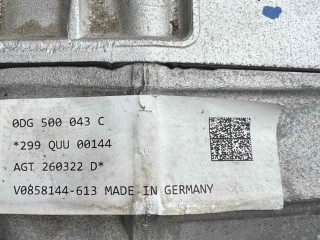 0DG 500 043 C
*299 QUU 00144
AGT 260322 D*
V0858144-613 MADE IN GERMANY